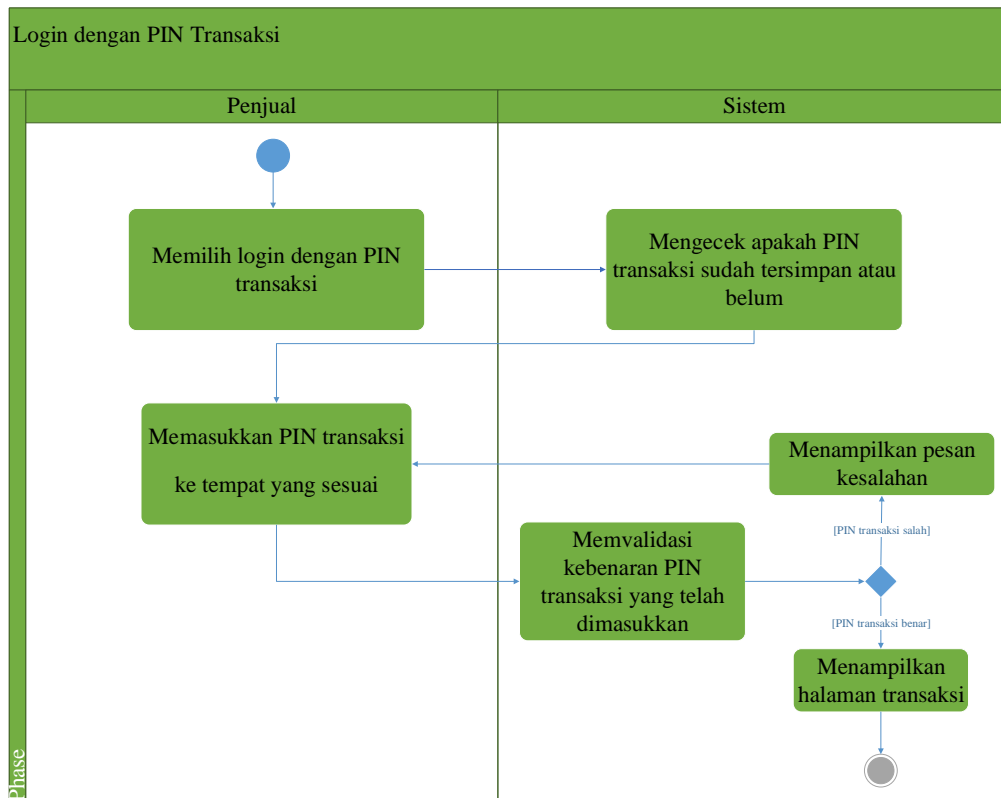 Login dengan PIN Transaksi
Penjual
Sistem
Memilih login dengan PIN
transaksi
Mengecek apakah PIN
transaksi sudah tersimpan atau
belum
Memasukkan PIN transaksi
ke tempat yang sesuai
Menampilkan pesan
kesalahan
[PIN transaksi salah]
Memvalidasi
kebenaran PIN
transaksi yang telah
dimasukkan
[PIN transaksi benar]
Menampilkan
halaman transaksi
Phase